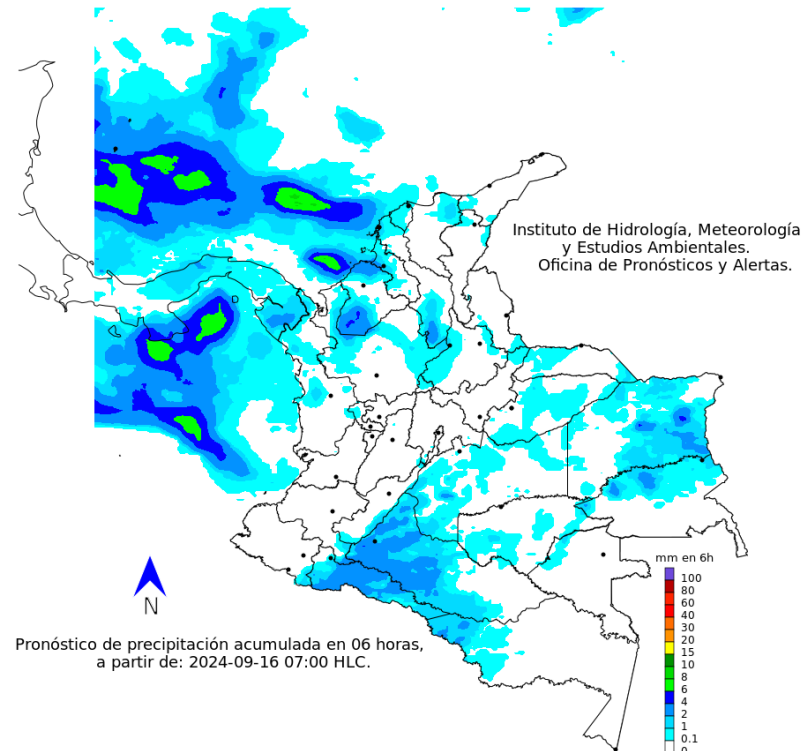 Instituto de Hidrología, Meteorología
y Estudios Ambientales.
Oficina de Pronósticos y Alertas.
mm en 6h
100
80
60
40
30
20
15
10
8
6
4
2
1
0.1
0
N
Pronóstico de precipitación acumulada en 06 horas,
a partir de: 2024-09-16 07:00 HLC.